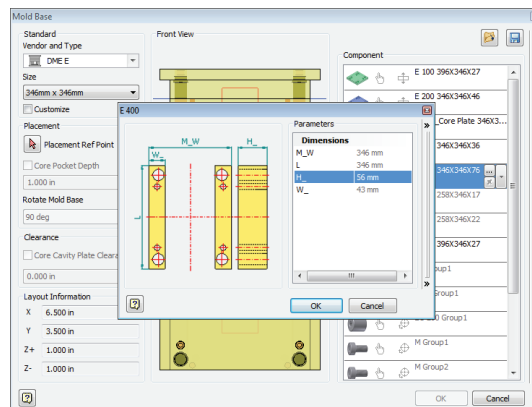 Mold Base
Standard
Vendor and Type
DME E
Size
346mm x 346mm
Customize
Placement
Placement Ref Point
Core Pocket Depth
1.000 in
Rotate Mold Base
90 deg
Clearance
Core Cavity Plate Cleara
0.000 in
Layout Information
X 6.500 in
Y 3.500 in
Z+ 1.000 in
Z- 1.000 in
Front View
Component
E 100 396X346X27
E 200 346X346X46
_Core Plate 346X3...
346X346X36
346X346X76 ...
258X346X17
258X346X22
396X346X27
Group1
Group1
Group1
M Group1
M Group2
OK Cancel
E 400
M_W H_
W_
L
Parameters
Dimensions
M_W 346 mm
L 346 mm
H_ 56 mm
W_ 43 mm
OK Cancel